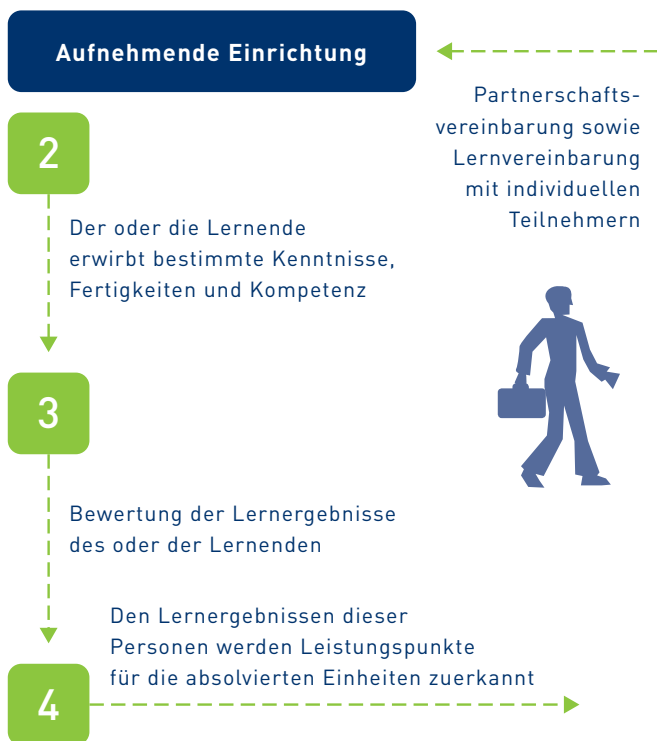 Aufnehmende Einrichtung
Partnerschafts-
vereinbarung sowie
Lernvereinbarung
mit individuellen
Teilnehmern
2
Der oder die Lernende
erwirbt bestimmte Kenntnisse,
Fertigkeiten und Kompetenz
3
Bewertung der Lernergebnisse
des oder der Lernenden
Den Lernergebnissen dieser
Personen werden Leistungspunkte
für die absolvierten Einheiten zuerkannt
4